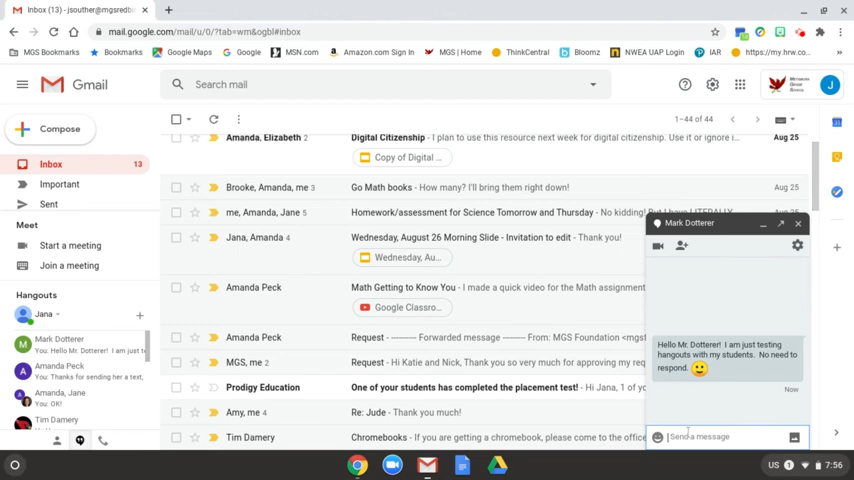 Inbox (13) - jsouther@mgsredbir
mail.google.com/mail/u/0/?tab=wm&ogbl#inbox
MGS Bookmarks
Bookmarks
Google Maps
Google
MSN.com
Amazon.com Sign In
MGS | Home
ThinkCentral
Bloomz
NWEA UAP Login
IAR
https://my.hrw.co...
Gmail
Search mail
J
Compose
1–44 of 44
Inbox 13
Important
Sent
Meet
Start a meeting
Join a meeting
Hangouts
Jana
M
Mark Dotterer
You: Hello Mr. Dotterer! I am just te
A
Amanda Peck
You: Thanks for sending her a text,
A
Amanda, Jane
You: OK!
Tim Damery
Amanda, Elizabeth 2 Digital Citizenship - I plan to use this resource next week for digital citizenship. Use it or ignore i... Aug 25
Copy of Digital ...
Brooke, Amanda, me 3 Go Math books - How many? I'll bring them right down! Aug 25
me, Amanda, Jane 5 Homework/assessment for Science Tomorrow and Thursday - No kidding!
Jana, Amanda 4 Wednesday, August 26 Morning Slide - Invitation to edit - Thank you!
Wednesday, Au...
Amanda Peck Math Getting to Know You - I made a quick video for the Math assignment
Google Classro...
Amanda Peck Request - ---------- Forwarded message --------- From: MGS Foundation <mgsf
MGS, me 2 Request - Hi Katie and Nick, Thank you so very much for approving my req
Prodigy Education One of your students has completed the placement test! - Hi Jana, 1 of yo
Amy, me 4 Re: Jude - Thank you much!
Tim Damery Chromebooks - If you are getting a chromebook, please come to the office
Mark Dotterer
Hello Mr. Dotterer! I am just testing
hangouts with my students. No need to
respond.
Now
Send a message
US 1 7:56